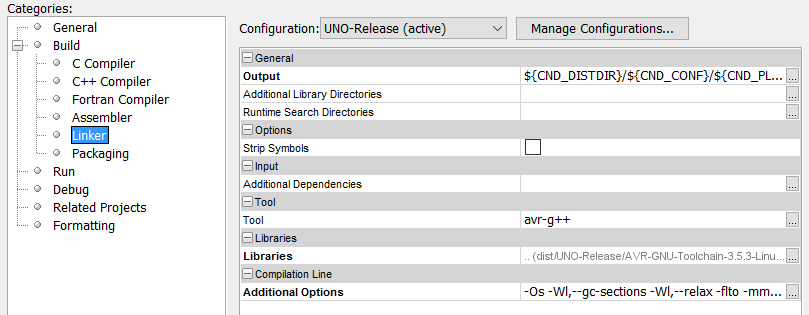 Categories:
General
Build
C Compiler
C++ Compiler
Fortran Compiler
Assembler
Linker
Packaging
Run
Debug
Related Projects
Formatting
Configuration: UNO-Release (active) Manage Configurations...
General
Output ${CND_DISTDIR}/${CND_CONF}/${CND_PL... ...
Additional Library Directories ...
Runtime Search Directories ...
Options
Strip Symbols
Input
Additional Dependencies ...
Tool
Tool avr-g++ ...
Libraries
Libraries .. (dist/UNO-Release/AVR-GNU-Toolchain-3.5.3-Linu... ...
Compilation Line
Additional Options -Os -Wl,--gc-sections -Wl,--relax -flto -mm... ...